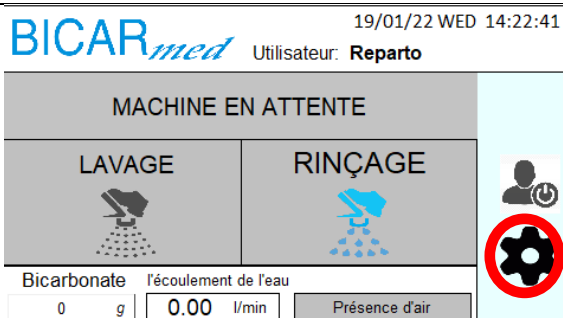 BICARmed
19/01/22 WED 14:22:41
Utilisateur: Reparto
MACHINE EN ATTENTE
LAVAGE RINÇAGE
Bicarbonate l'écoulement de l'eau
0 g 0.00 l/min Présence d'air